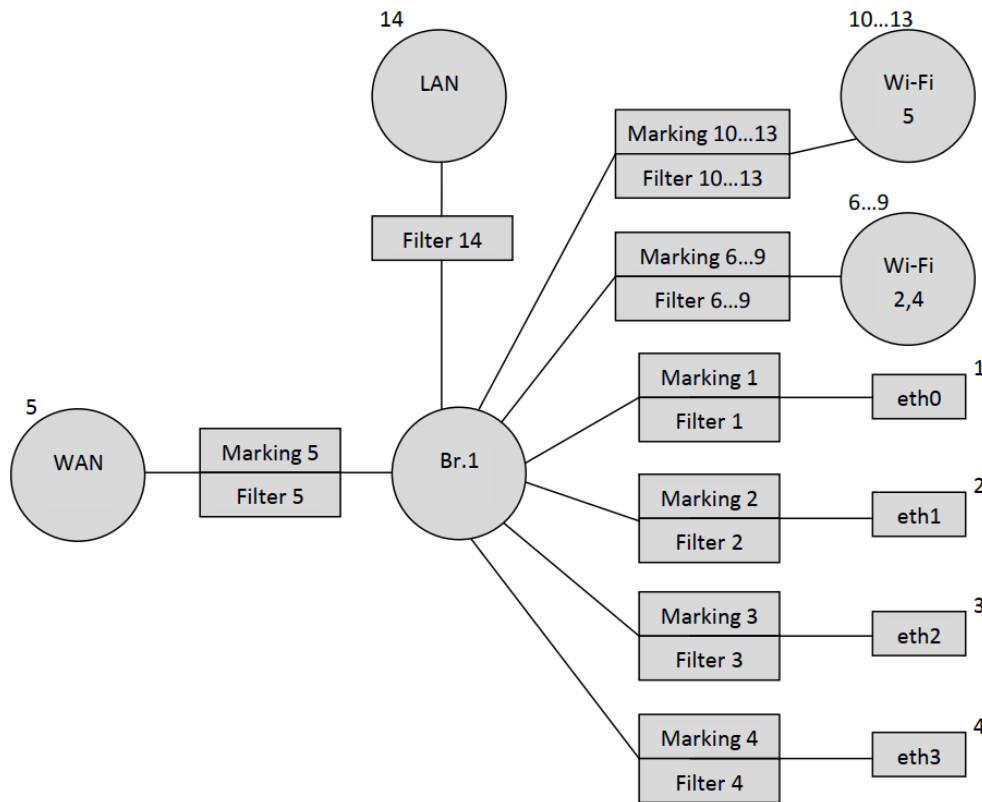 14
LAN
10...13
Wi-Fi
5
Marking 10...13
Filter 10...13
Filter 14
6...9
Wi-Fi
2,4
Marking 6...9
Filter 6...9
1
eth0
Marking 1
Filter 1
5
WAN
Marking 5
Filter 5
Br.1
2
eth1
Marking 2
Filter 2
3
eth2
Marking 3
Filter 3
4
eth3
Marking 4
Filter 4